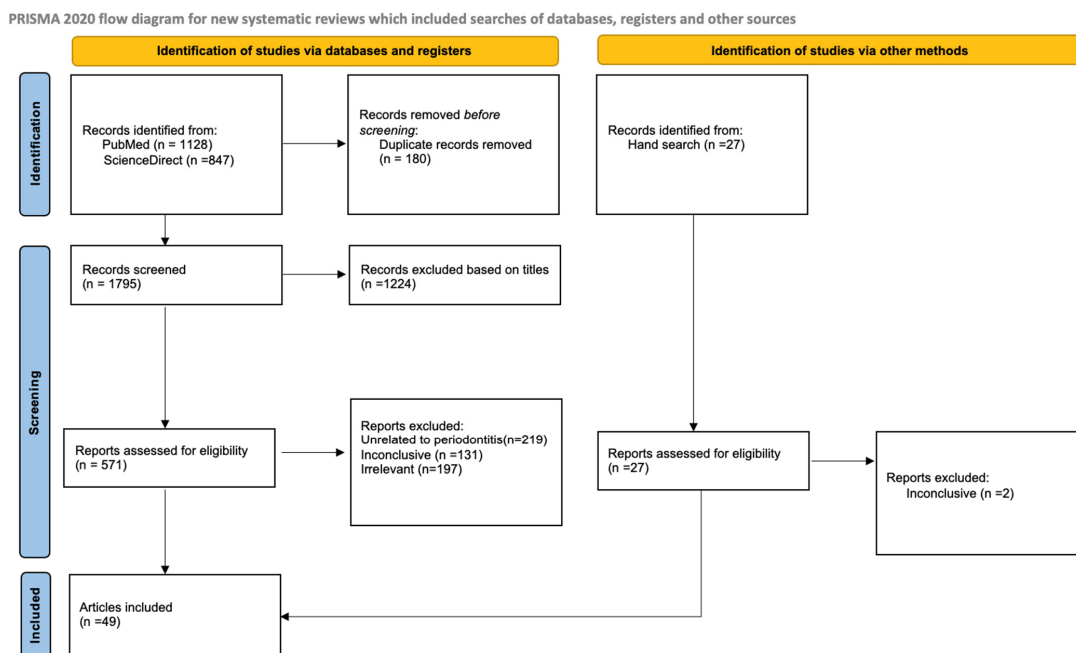 PRISMA 2020 flow diagram for new systematic reviews which included searches of databases, registers and other sources
Identification of studies via databases and registers
Identification of studies via other methods
Identification
Records identified from:
PubMed (n = 1128)
ScienceDirect (n =847)
Records removed before
screening:
Duplicate records removed
(n = 180)
Records identified from:
Hand search (n =27)
Screening
Records screened
(n = 1795)
Records excluded based on titles
(n =1224)
Reports assessed for eligibility
(n = 571)
Reports excluded:
Unrelated to periodontitis(n=219)
Inconclusive (n =131)
Irrelevant (n=197)
Reports assessed for eligibility
(n =27)
Reports excluded:
Inconclusive (n =2)
Included
Articles included
(n =49)